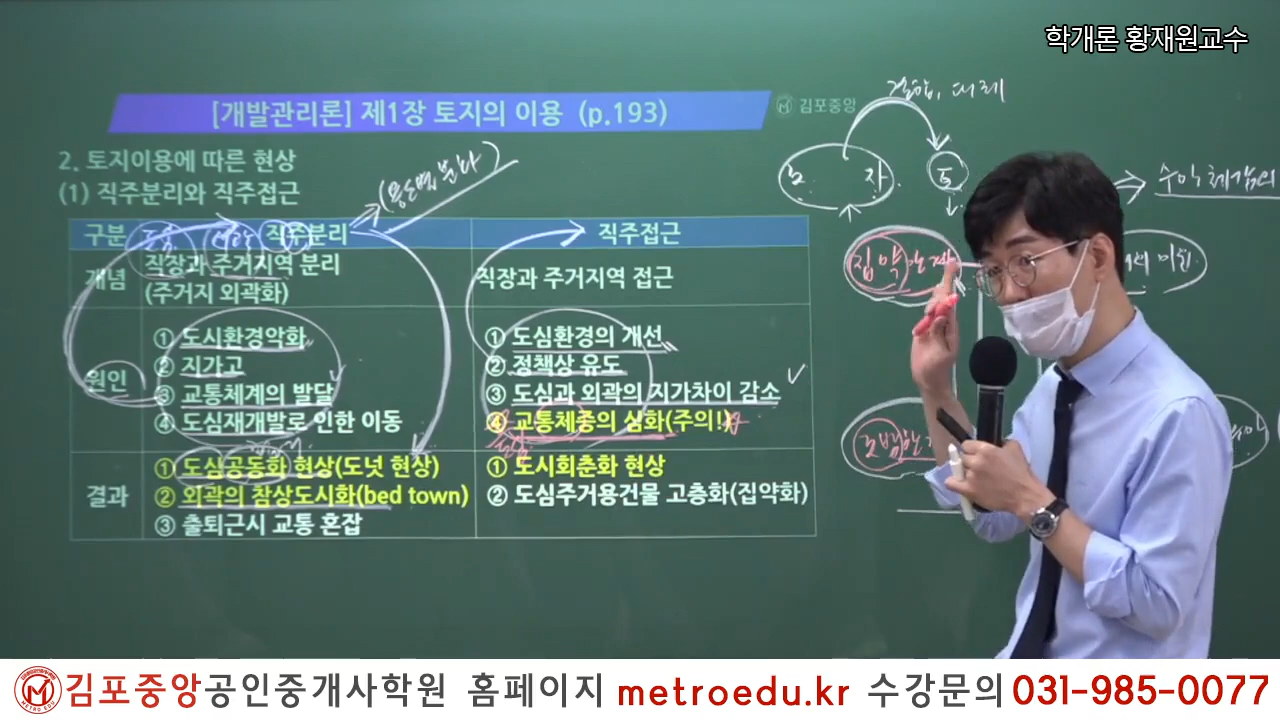 학개론 황재원교수
[개발관리론] 제1장 토지의 이용 (p.193)
김포중앙
2. 토지이용에 따른 현상
(1) 직주분리와 직주접근
구분 직주분리 직주접근
개념 직장과 주거지역 분리
(주거지 외곽화)
직장과 주거지역 접근
원인
① 도시환경악화
② 지가고
③ 교통체계의 발달
④ 도심재개발로 인한 이동
① 도심환경의 개선
② 정책상 유도
③ 도심과 외곽의 지가차이 감소
④ 교통체증의 심화(주의!)
결과
① 도심공동화 현상(도넛 현상)
② 외곽의 참상도시화(bed town)
③ 출퇴근시 교통 혼잡
① 도시회춘화 현상
② 도심주거용건물 고층화(집약화)
결합, 대체
노. 자
토
집약
김포중앙공인중개사학원 홈페이지 metroedu.kr 수강문의 031-985-0077